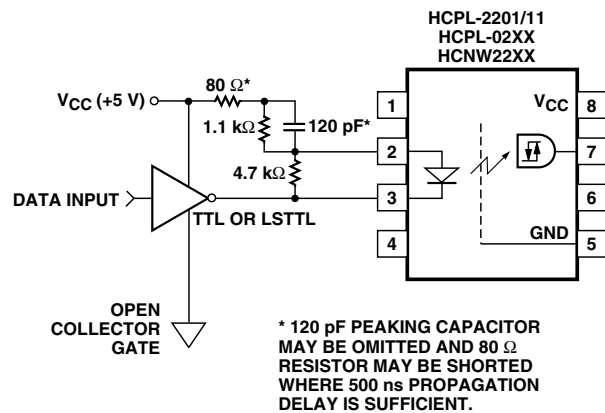 HCPL-2201/11
HCPL-02XX
HCNW22XX
80 Ω*
VCC (+5 V)
1.1 kΩ
120 pF*
4.7 kΩ
DATA INPUT
TTL OR LSTTL
OPEN
COLLECTOR
GATE
1
2
3
4
VCC
8
7
6
GND
5
* 120 pF PEAKING CAPACITOR
MAY BE OMITTED AND 80 Ω
RESISTOR MAY BE SHORTED
WHERE 500 ns PROPAGATION
DELAY IS SUFFICIENT.